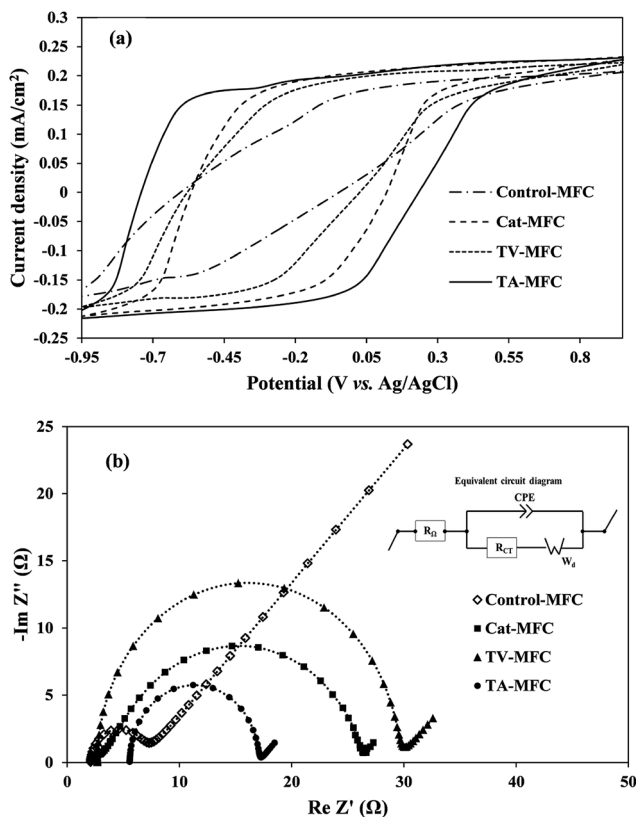 (a)
Current density (mA/cm²)
0.3
0.25
0.2
0.15
0.1
0.05
0
-0.05
-0.1
-0.15
-0.2
-0.25
-0.95 -0.7 -0.45 -0.2 0.05 0.3 0.55 0.8
Potential (V vs. Ag/AgCl)
Control-MFC
Cat-MFC
TV-MFC
TA-MFC
(b)
-Im Z" (Ω)
25
20
15
10
5
0
0 10 20 30 40 50
Re Z' (Ω)
Equivalent circuit diagram
CPE
RΩ
RCT
Wd
Control-MFC
Cat-MFC
TV-MFC
TA-MFC